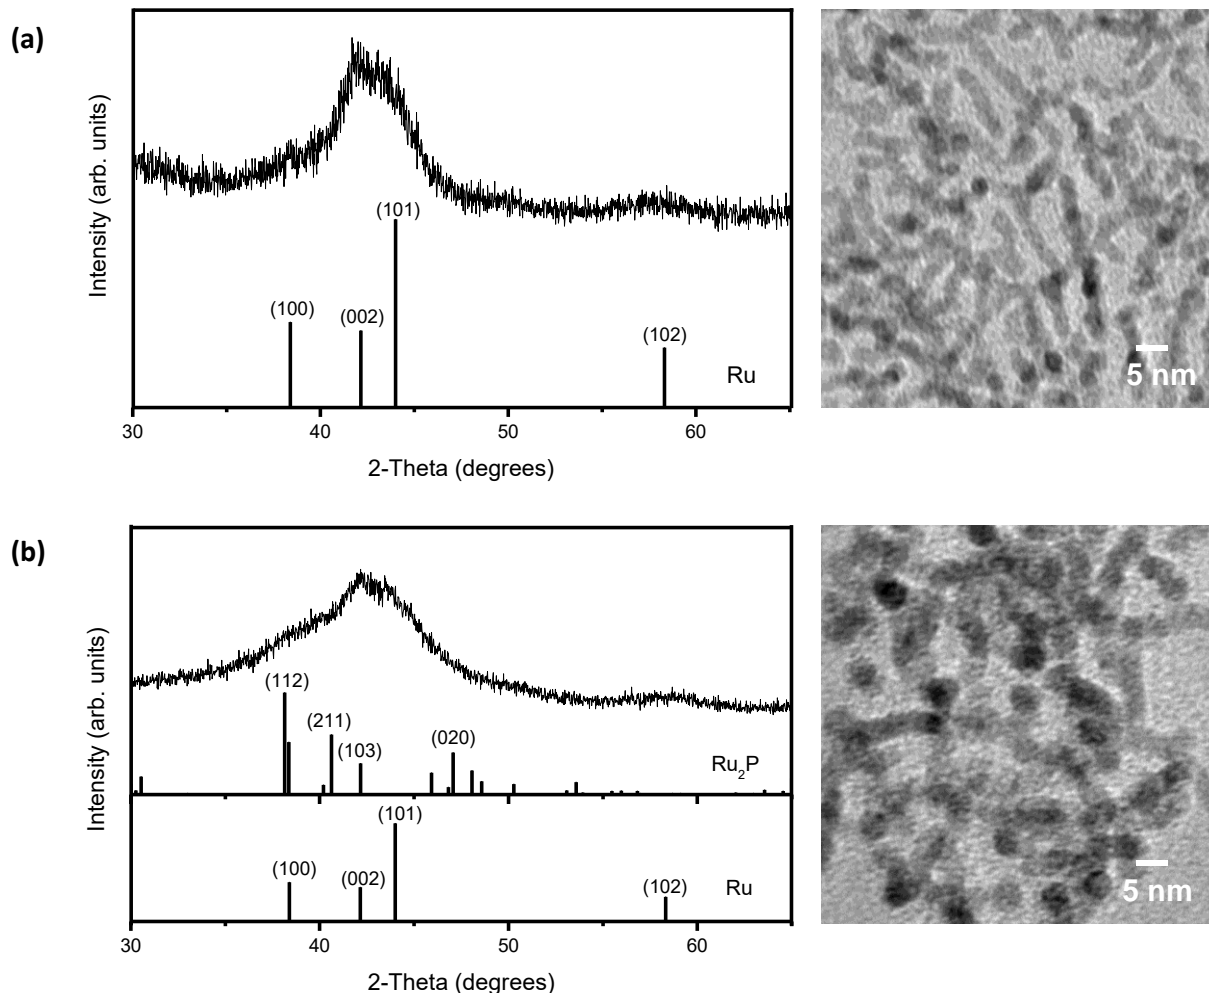 (a)
Intensity (arb. units)
(100)
(002)
(101)
(102)
Ru
30
40
50
60
2-Theta (degrees)
5 nm
(b)
Intensity (arb. units)
(112)
(211)
(103)
(020)
Ru₂P
(100)
(002)
(101)
(102)
Ru
30
40
50
60
2-Theta (degrees)
5 nm